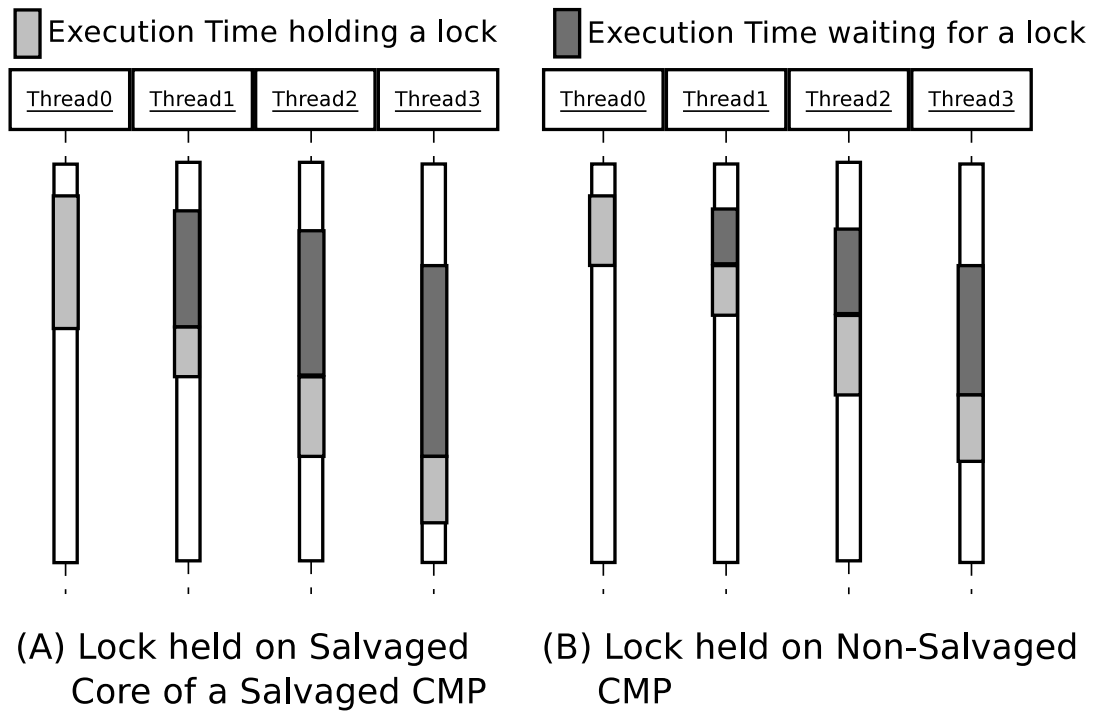 Execution Time holding a lock
Execution Time waiting for a lock
Thread0 Thread1 Thread2 Thread3
Thread0 Thread1 Thread2 Thread3
(A) Lock held on Salvaged
Core of a Salvaged CMP
(B) Lock held on Non-Salvaged
CMP